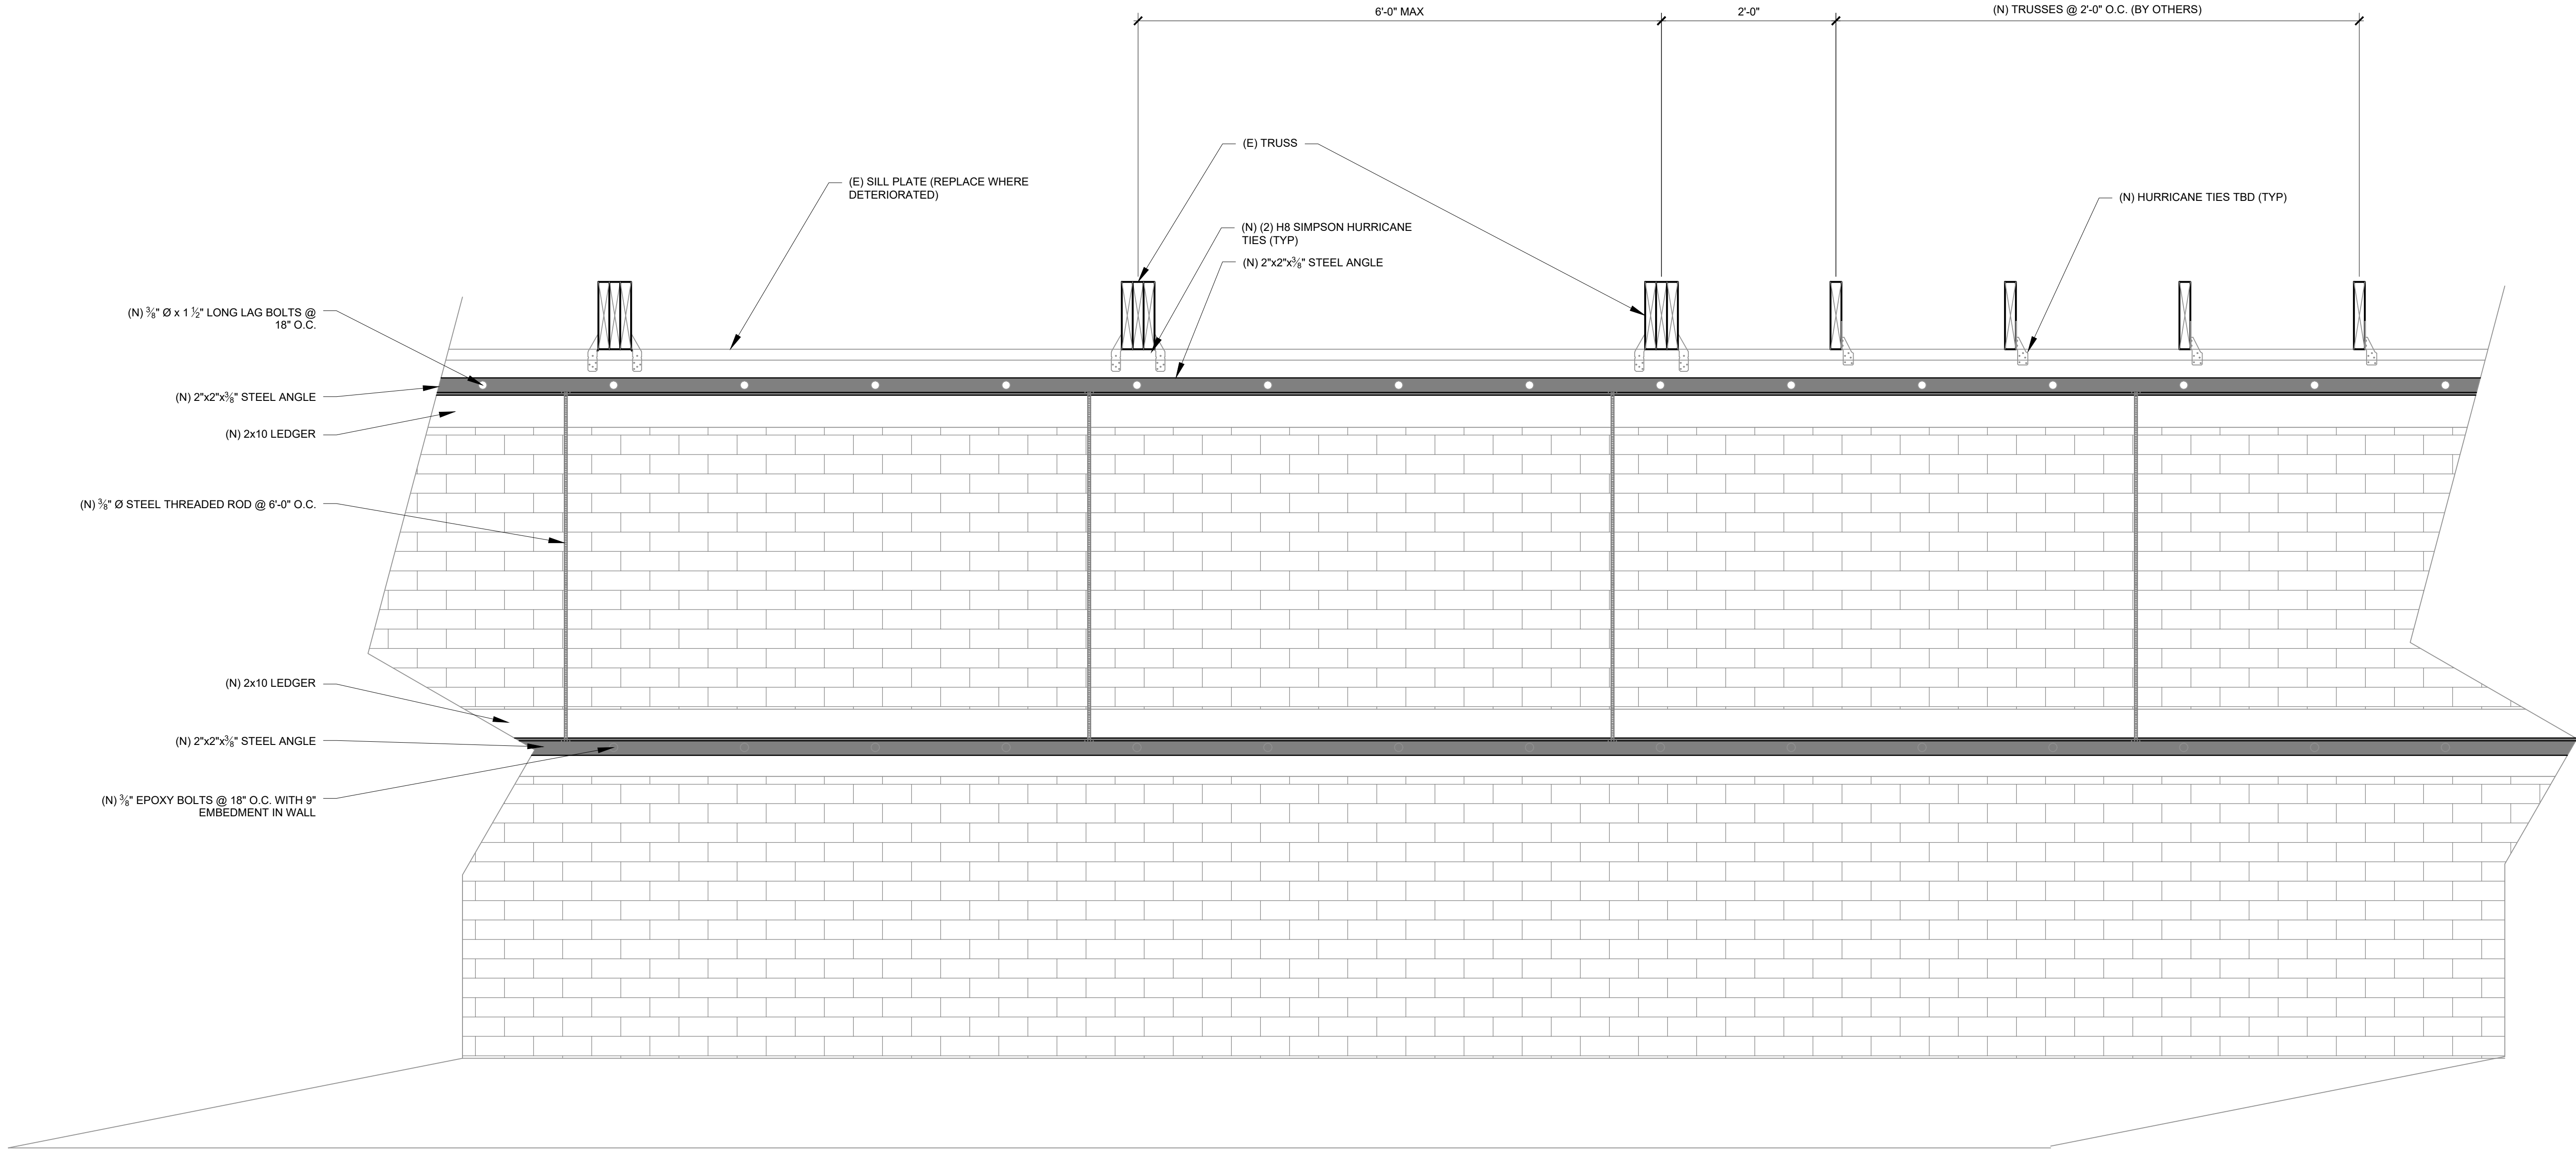 6'-0" MAX
2'-0"
(N) TRUSSES @ 2'-0" O.C. (BY OTHERS)
(E) TRUSS
(E) SILL PLATE (REPLACE WHERE
DETERIORATED)
(N) HURRICANE TIES TBD (TYP)
(N) (2) H8 SIMPSON HURRICANE
TIES (TYP)
(N) 2"x2"x⅜" STEEL ANGLE
(N) ⅜" Ø x 1 ½" LONG LAG BOLTS @
18" O.C.
(N) 2"x2"x⅜" STEEL ANGLE
(N) 2x10 LEDGER
(N) ⅜" Ø STEEL THREADED ROD @ 6'-0" O.C.
(N) 2x10 LEDGER
(N) 2"x2"x⅜" STEEL ANGLE
(N) ⅜" EPOXY BOLTS @ 18" O.C. WITH 9"
EMBEDMENT IN WALL